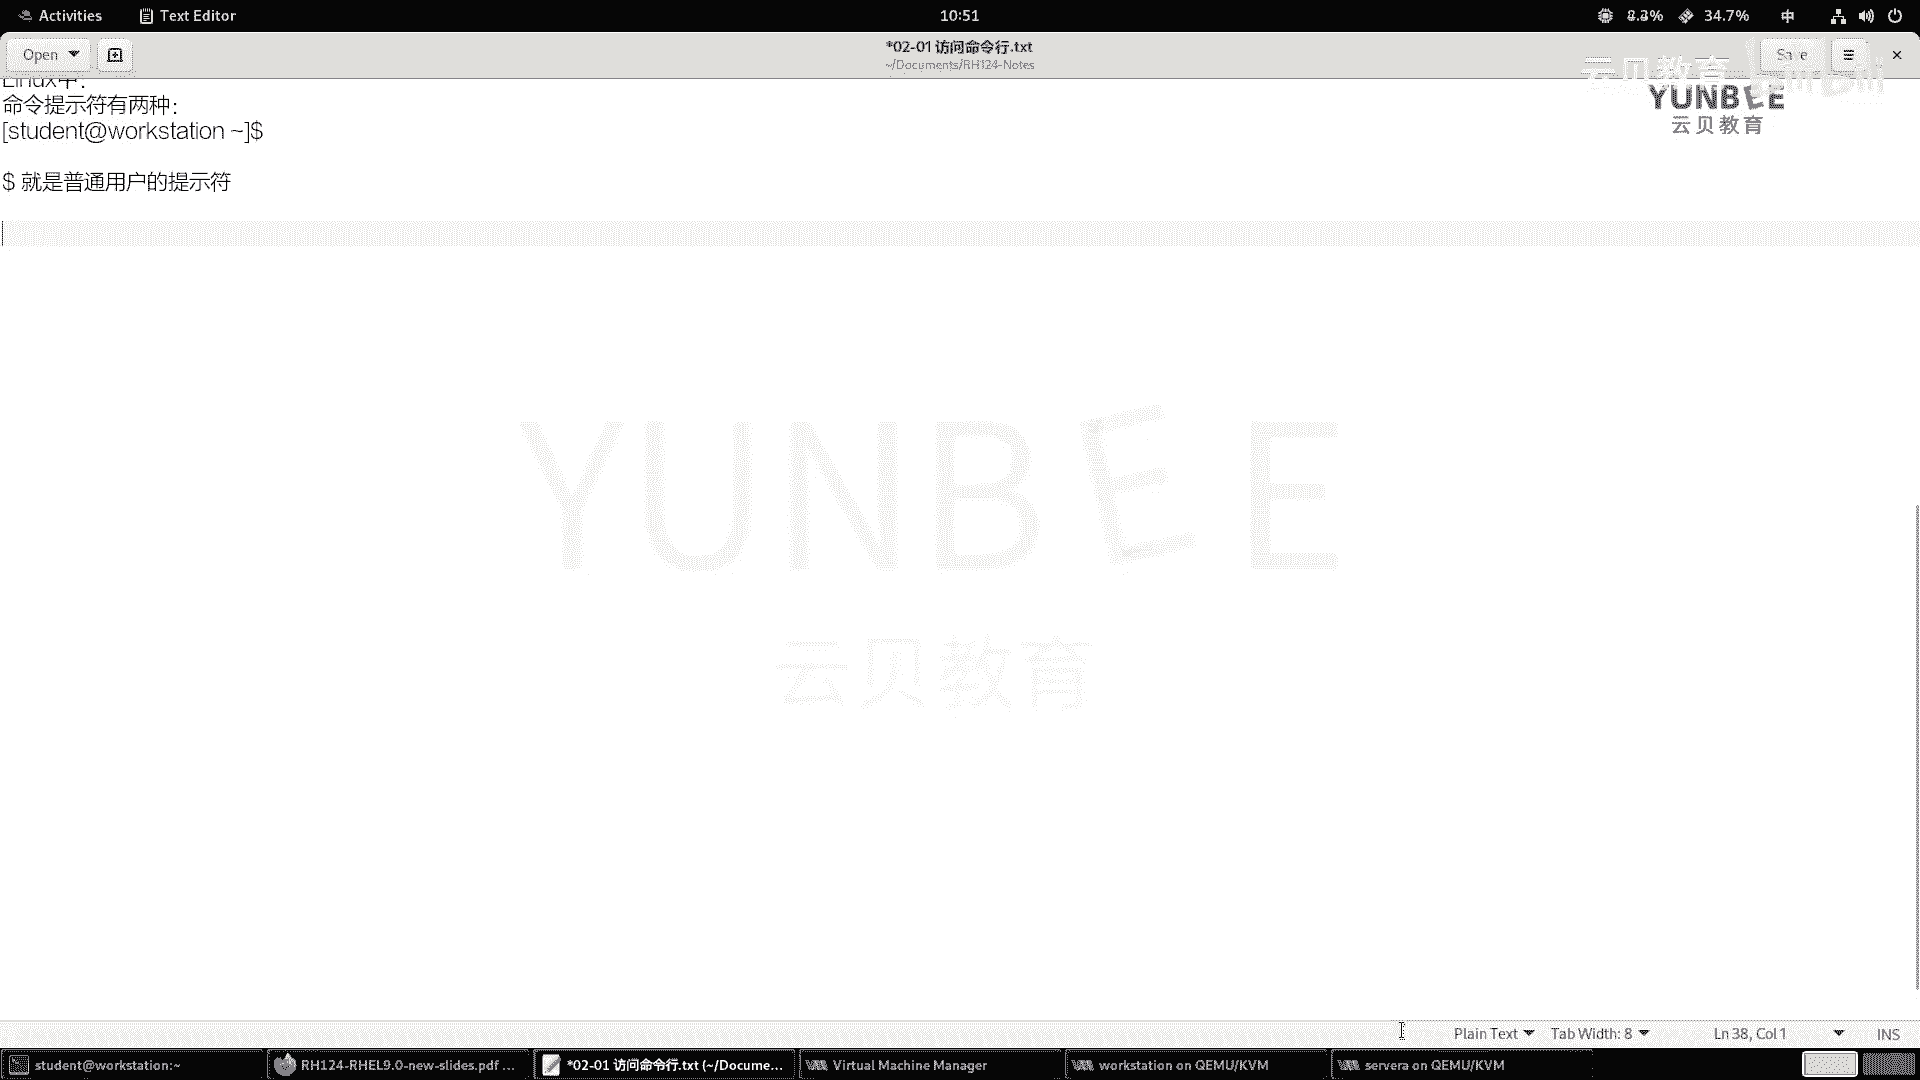 Activities
Text Editor
10:51
34.7%
中
Open
*02-01 访问命令行.txt
~/Documents/RH124-Notes
Save
云贝教育
YUNBEE
云贝教育
Linux中:
命令提示符有两种:
[student@workstation ~]$
$ 就是普通用户的提示符
YUNBEE
云贝教育
Plain Text
Tab Width: 8
Ln 38, Col 1
INS
student@workstation:~
RH124-RHEL9.0-new-slides.pdf ...
*02-01 访问命令行.txt (~/Docume...
Virtual Machine Manager
workstation on QEMU/KVM
servera on QEMU/KVM